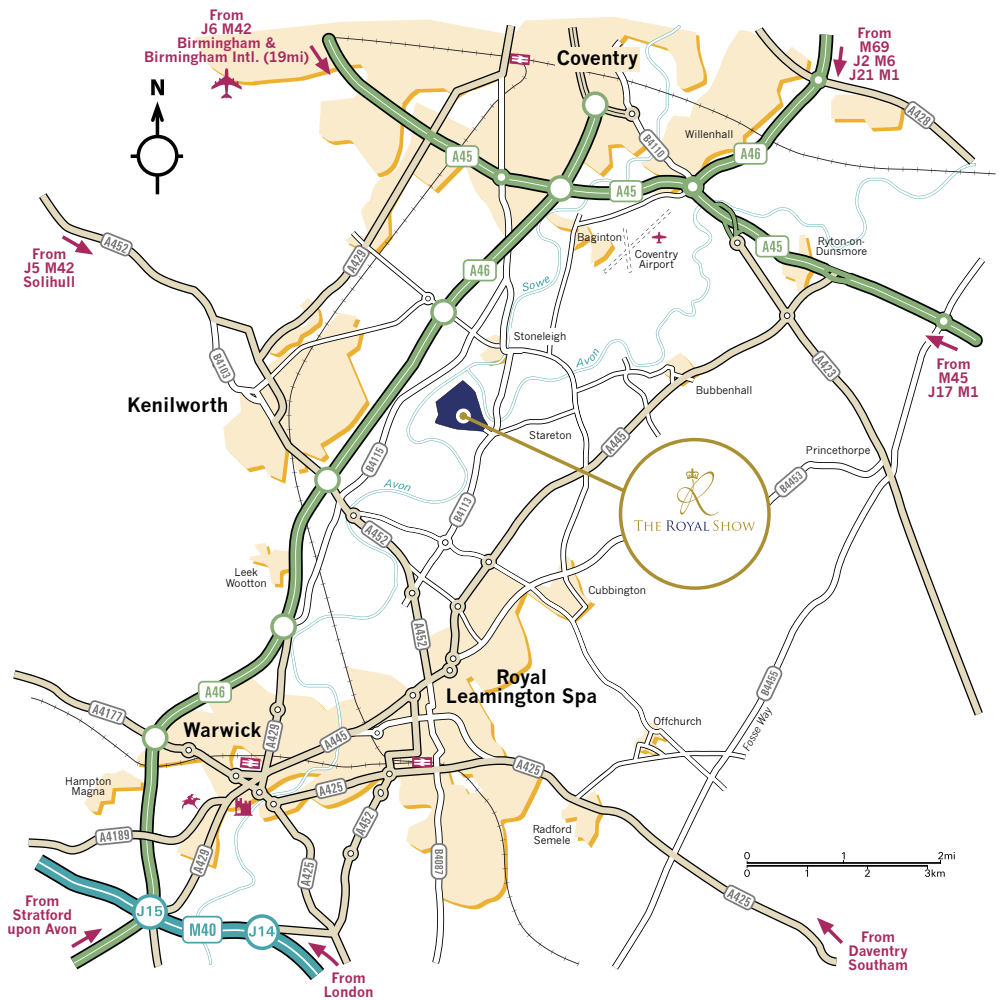 From
J6 M42
Birmingham &
Birmingham Intl. (19mi)
Coventry
From
M69
J2 M6
J21 M1
N
A428
Willenhall
B4110
A46
A45
A45
A452
From
J5 M42
Solihull
A429
Baginton
Coventry
Airport
A45
Ryton-on-
Dunsmore
A46
Sowe
Stoneleigh
Avon
B4103
A423
From
M45
J17 M1
Kenilworth
Bubbenhall
Stareton
A445
B4115
Princethorpe
B4453
Avon
B4113
THE ROYAL SHOW
A452
Leek
Wootton
Cubbington
A452
Royal
Leamington Spa
A46
B4455
A4177
Warwick
A429
A445
Offchurch
Fosse Way
A425
Hampton
Magna
A425
A452
Radford
Semele
A4189
A429
A425
B4087
0 1 2mi
0 1 2 3km
A425
From
Stratford
upon Avon
J15
M40
J14
From
London
From
Daventry
Southam